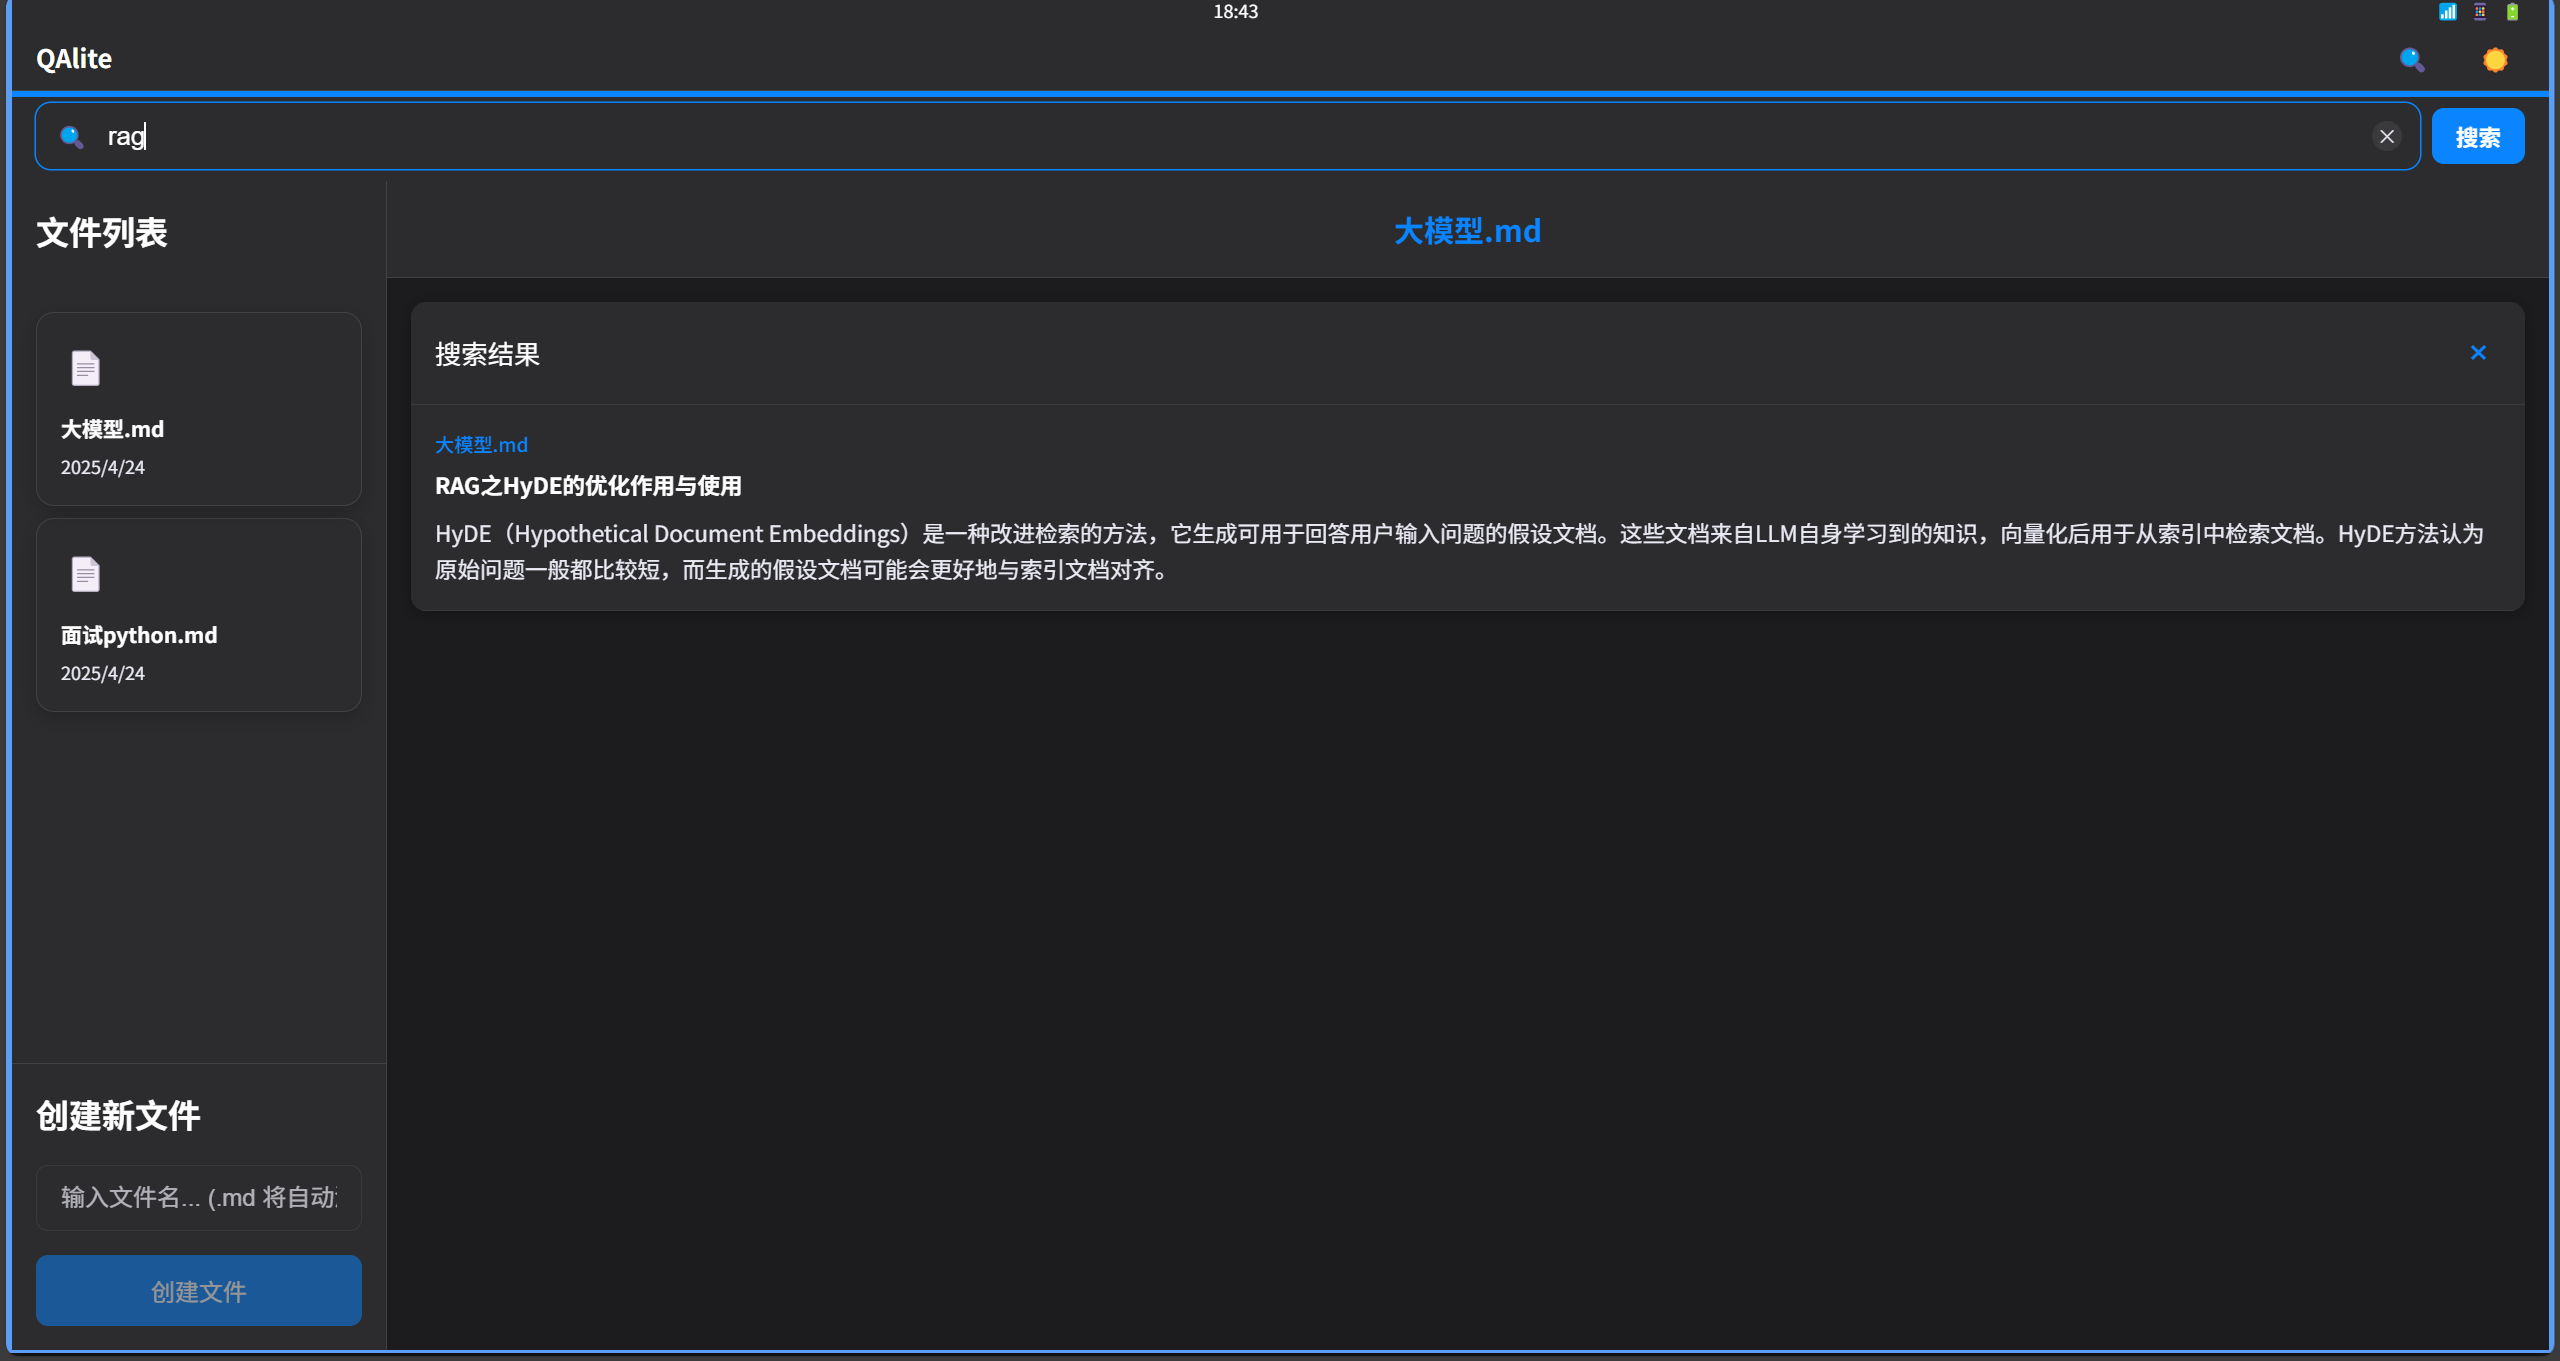 18:43
QAlite
rag
搜索
文件列表
大模型.md
2025/4/24
面试python.md
2025/4/24
创建新文件
输入文件名... (.md 将自动
创建文件
大模型.md
搜索结果
大模型.md
RAG之HyDE的优化作用与使用
HyDE（Hypothetical Document Embeddings）是一种改进检索的方法，它生成可用于回答用户输入问题的假设文档。这些文档来自LLM自身学习到的知识，向量化后用于从索引中检索文档。HyDE方法认为
原始问题一般都比较短，而生成的假设文档可能会更好地与索引文档对齐。